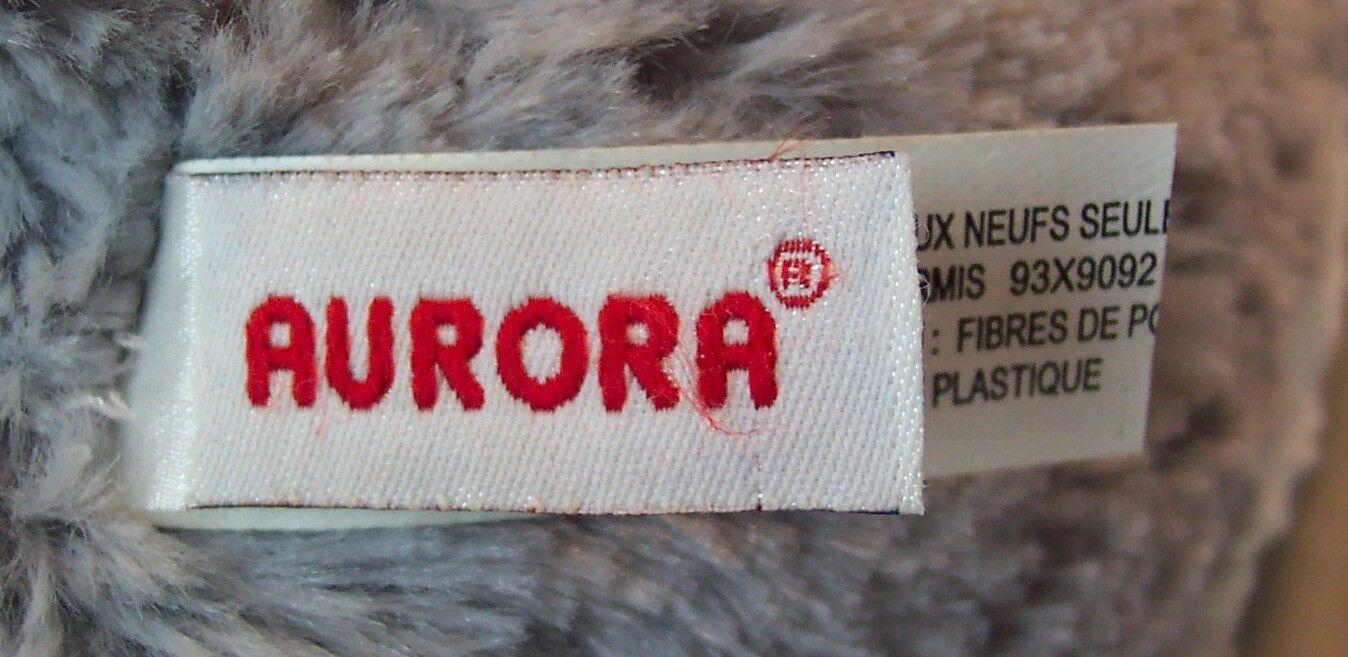 AURORA®
UX NEUFS SEUL
MIS 93X9092
: FIBRES DE PO
PLASTIQUE